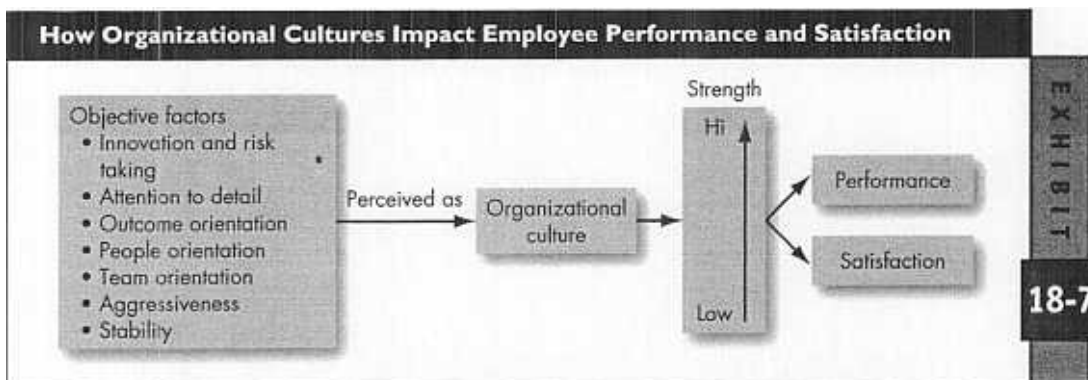 How Organizational Cultures Impact Employee Performance and Satisfaction
Objective factors
• Innovation and risk
taking
• Attention to detail
• Outcome orientation
• People orientation
• Team orientation
• Aggressiveness
• Stability
Perceived as
Organizational
culture
Strength
Hi
Low
Performance
Satisfaction
EXHIBIT
18-7